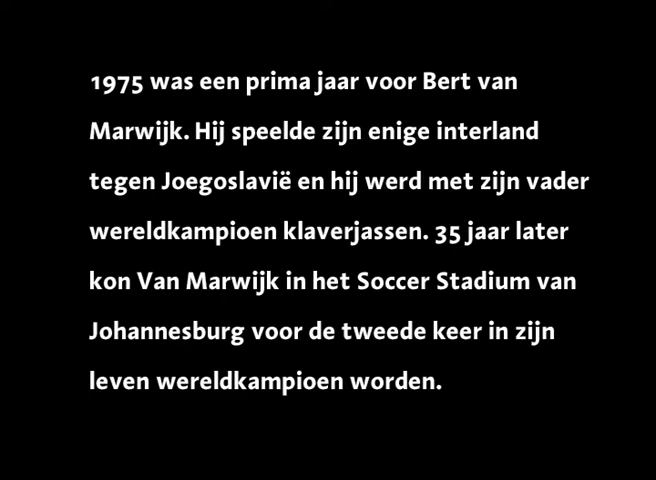 1975 was een prima jaar voor Bert van
Marwijk. Hij speelde zijn enige interland
tegen Joegoslavië en hij werd met zijn vader
wereldkampioen klaverjassen. 35 jaar later
kon Van Marwijk in het Soccer Stadium van
Johannesburg voor de tweede keer in zijn
leven wereldkampioen worden.